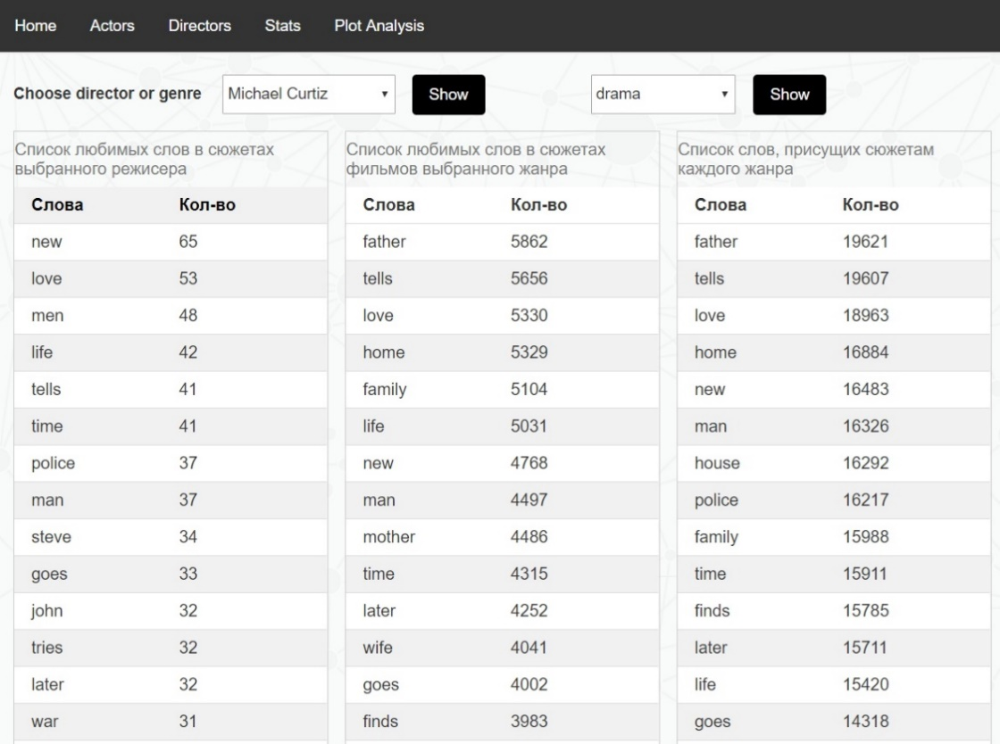 Home Actors Directors Stats Plot Analysis
Choose director or genre Michael Curtiz Show drama Show
Список любимых слов в сюжетах
выбранного режисера
Слова Кол-во
new 65
love 53
men 48
life 42
tells 41
time 41
police 37
man 37
steve 34
goes 33
john 32
tries 32
later 32
war 31
Список любимых слов в сюжетах
фильмов выбранного жанра
Слова Кол-во
father 5862
tells 5656
love 5330
home 5329
family 5104
life 5031
new 4768
man 4497
mother 4486
time 4315
later 4252
wife 4041
goes 4002
finds 3983
Список слов, присущих сюжетам
каждого жанра
Слова Кол-во
father 19621
tells 19607
love 18963
home 16884
new 16483
man 16326
house 16292
police 16217
family 15988
time 15911
finds 15785
later 15711
life 15420
goes 14318